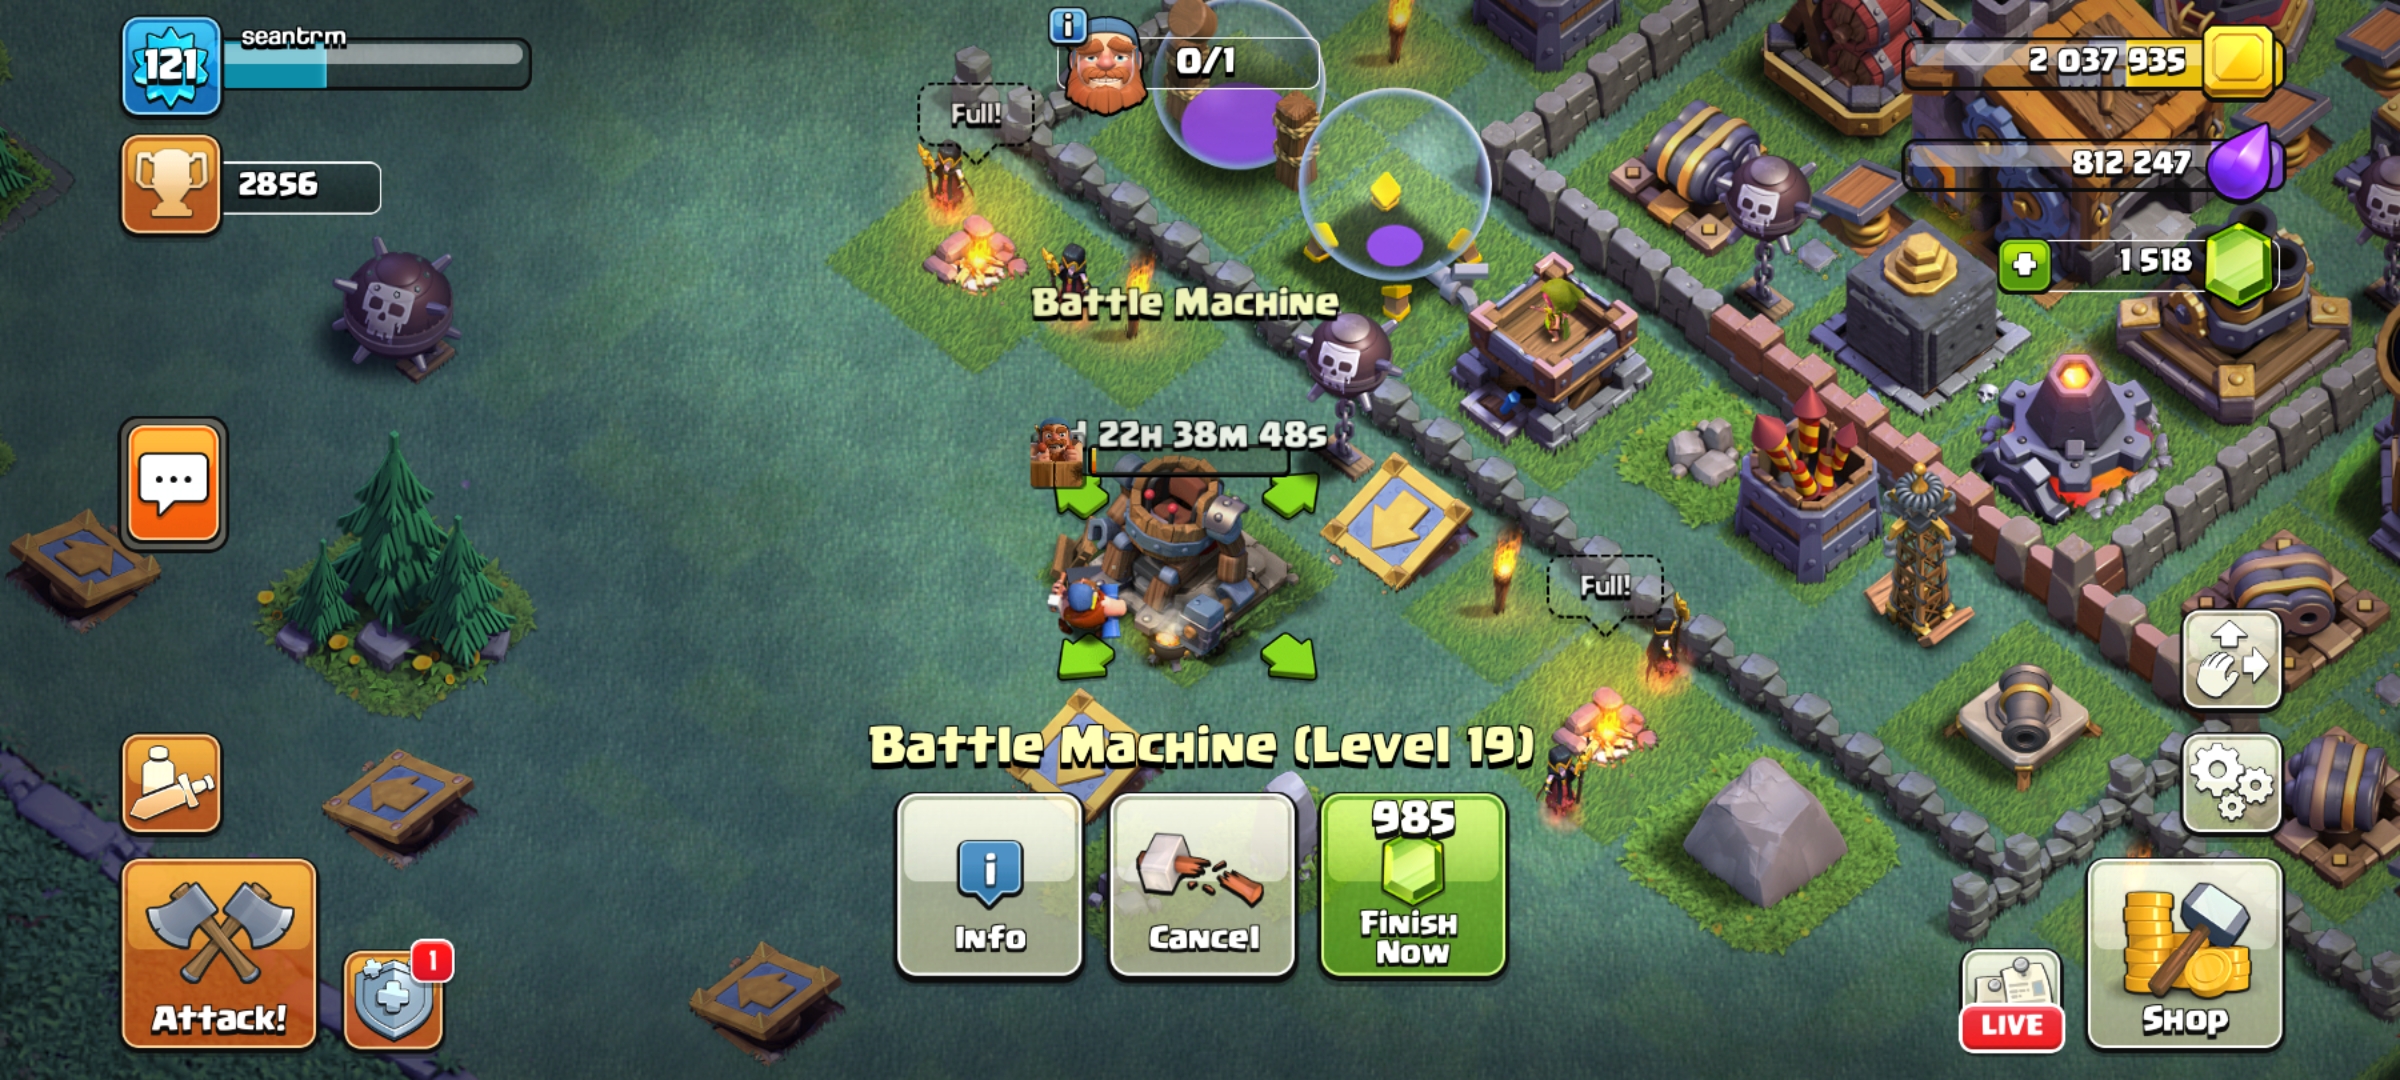 121
seantrm
0/1
2 037 935
Full!
2856
812 247
1 518
Battle Machine
22H 38M 48S
Full!
Battle Machine (Level 19)
985
Info
Cancel
Finish
Now
Attack!
1
LIVE
Shop